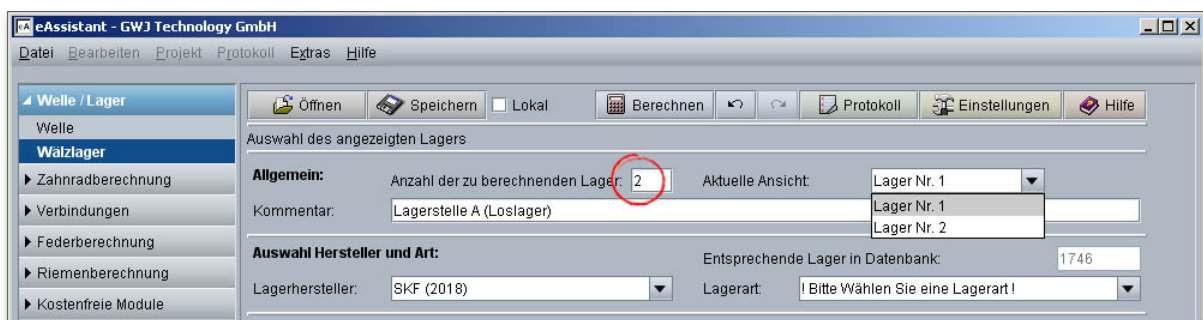 eA eAssistant - GWJ Technology GmbH
Datei Bearbeiten Projekt Protokoll Extras Hilfe
Welle / Lager
Welle
Wälzlager
Zahnradberechnung
Verbindungen
Federberechnung
Riemenberechnung
Kostenfreie Module
Öffnen Speichern Lokal Berechnen Protokoll Einstellungen Hilfe
Auswahl des angezeigten Lagers
Allgemein: Anzahl der zu berechnenden Lager: 2 Aktuelle Ansicht: Lager Nr. 1
Lager Nr. 1
Lager Nr. 2
Kommentar: Lagerstelle A (Loslager)
Auswahl Hersteller und Art: Entsprechende Lager in Datenbank: 1746
Lagerhersteller: SKF (2018) Lagerart: ! Bitte Wählen Sie eine Lagerart !